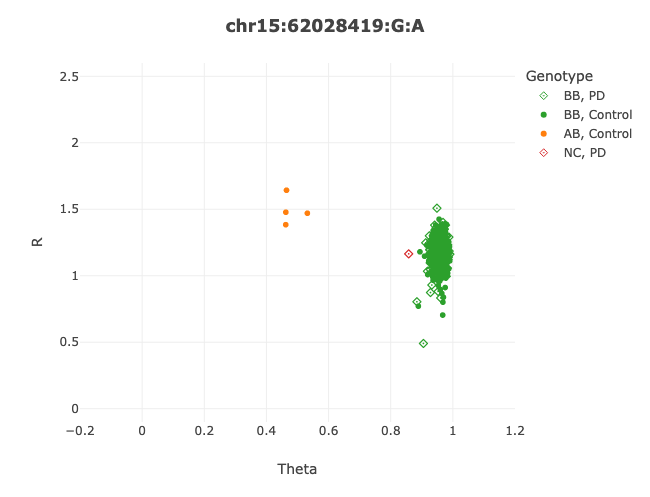 chr15:62028419:G:A
Genotype
BB, PD
BB, Control
AB, Control
NC, PD
2.5
2
1.5
1
0.5
0
R
−0.2
0
0.2
0.4
0.6
0.8
1
1.2
Theta